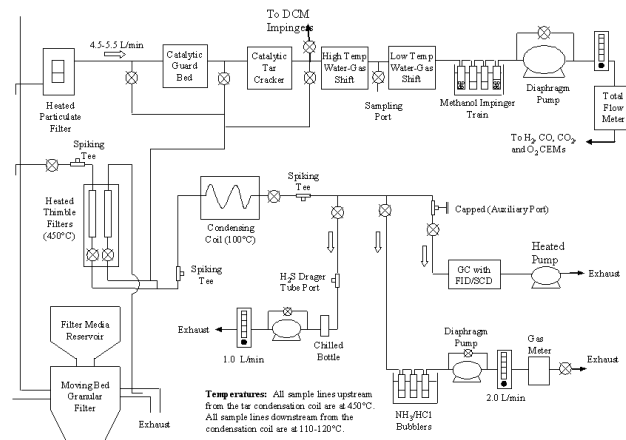 To DCM
Impingers
4.5-5.5 L/min
Catalytic
Guard
Bed
Catalytic
Tar
Cracker
High Temp
Water-Gas
Shift
Low Temp
Water-Gas
Shift
Heated
Particulate
Filter
Sampling
Port
Methanol Impinger
Train
Diaphragm
Pump
Total
Flow
Meter
To H2, CO, CO2,
and O2 CEMs
Spiking
Tee
Heated
Thimble
Filters
(450°C)
Condensing
Coil (100°C)
Spiking
Tee
Capped (Auxiliary Port)
Spiking
Tee
H2S Drager
Tube Port
GC with
FID/SCD
Heated
Pump
Exhaust
Filter Media
Reservoir
Exhaust
1.0 L/min
Chilled
Bottle
Diaphragm
Pump
Gas
Meter
Exhaust
2.0 L/min
Moving Bed
Granular
Filter
Exhaust
Temperatures: All sample lines upstream
from the tar condensation coil are at 450°C.
All sample lines downstream from the
condensation coil are at 110-120°C.
NH3/HCl
Bubblers